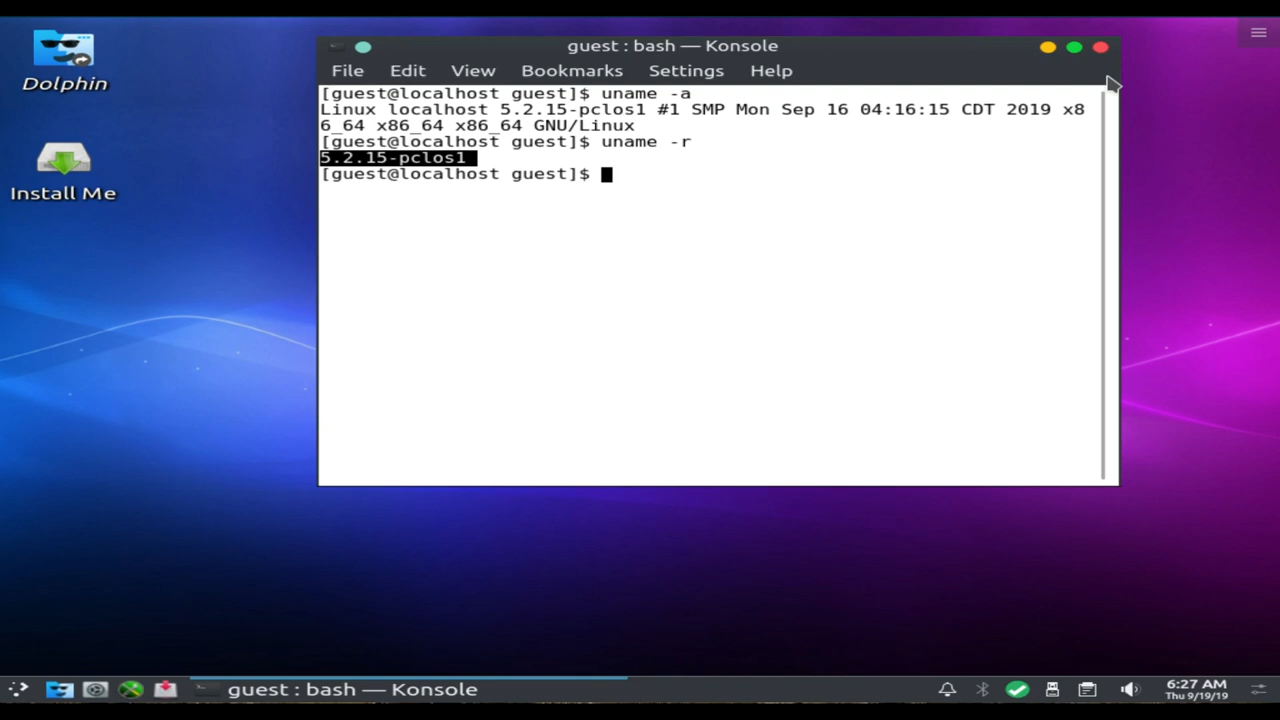 guest : bash — Konsole
File Edit View Bookmarks Settings Help
[guest@localhost guest]$ uname -a
Linux localhost 5.2.15-pclos1 #1 SMP Mon Sep 16 04:16:15 CDT 2019 x8
6_64 x86_64 x86_64 GNU/Linux
[guest@localhost guest]$ uname -r
5.2.15-pclos1
[guest@localhost guest]$
Dolphin
Install Me
guest : bash — Konsole
6:27 AM
Thu 9/19/19